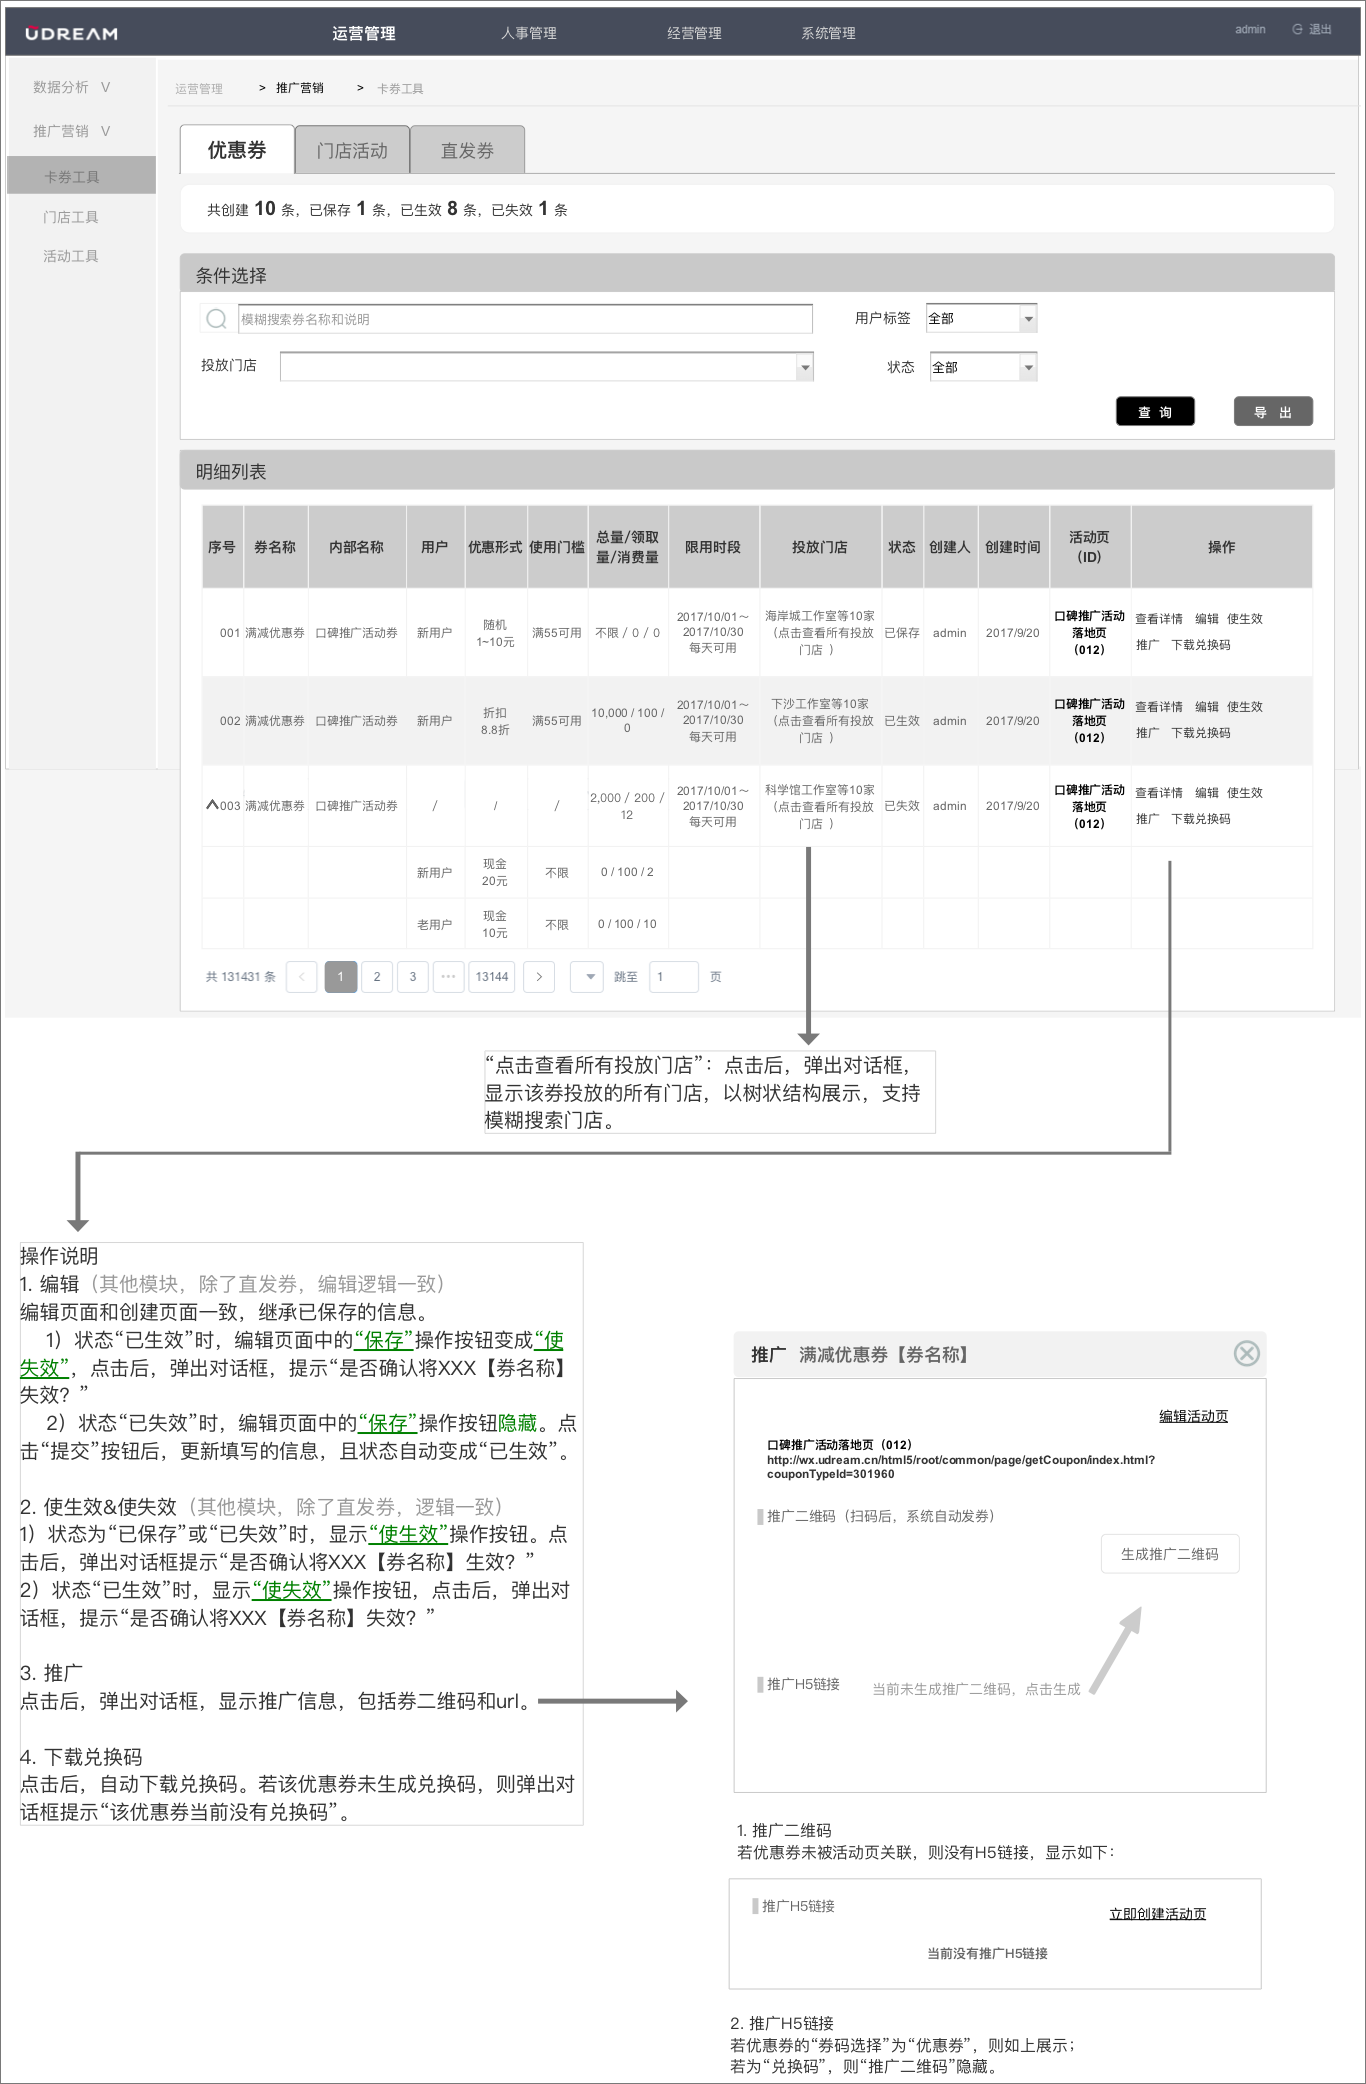 UDREAM 运营管理 人事管理 经营管理 系统管理 admin 退出
数据分析 V
推广营销 V
卡券工具
门店工具
活动工具
运营管理 > 推广营销 > 卡券工具
优惠券 门店活动 直发券
共创建 10 条，已保存 1 条，已生效 8 条，已失效 1 条
条件选择
模糊搜索券名称和说明 用户标签 全部
投放门店 状态 全部
查 询 导 出
明细列表
序号 券名称 内部名称 用户 优惠形式 使用门槛 总量/领取量/消费量 限用时段 投放门店 状态 创建人 创建时间 活动页（ID） 操作
001 满减优惠券 口碑推广活动券 新用户 随机 1~10元 满55可用 不限 / 0 / 0 2017/10/01～2017/10/30 每天可用 海岸城工作室等10家（点击查看所有投放门店 ） 已保存 admin 2017/9/20 口碑推广活动落地页（012） 查看详情 编辑 使生效 推广 下载兑换码
002 满减优惠券 口碑推广活动券 新用户 折扣 8.8折 满55可用 10,000 / 100 / 0 2017/10/01～2017/10/30 每天可用 下沙工作室等10家（点击查看所有投放门店 ） 已生效 admin 2017/9/20 口碑推广活动落地页（012） 查看详情 编辑 使生效 推广 下载兑换码
003 满减优惠券 口碑推广活动券 / / / 2,000 / 200 / 12 2017/10/01～2017/10/30 每天可用 科学馆工作室等10家（点击查看所有投放门店 ） 已失效 admin 2017/9/20 口碑推广活动落地页（012） 查看详情 编辑 使生效 推广 下载兑换码
新用户 现金 20元 不限 0 / 100 / 2
老用户 现金 10元 不限 0 / 100 / 10
共 131431 条 < 1 2 3 ··· 13144 > 跳至 1 页
“点击查看所有投放门店”：点击后，弹出对话框，
显示该券投放的所有门店，以树状结构展示，支持
模糊搜索门店。
操作说明
1. 编辑（其他模块，除了直发券，编辑逻辑一致）
编辑页面和创建页面一致，继承已保存的信息。
1）状态“已生效”时，编辑页面中的“保存”操作按钮变成“使
失效”，点击后，弹出对话框，提示“是否确认将XXX【券名称】
失效？”
2）状态“已失效”时，编辑页面中的“保存”操作按钮隐藏。点
击“提交”按钮后，更新填写的信息，且状态自动变成“已生效”。
2. 使生效&使失效（其他模块，除了直发券，逻辑一致）
1）状态为“已保存”或“已失效”时，显示“使生效”操作按钮。点
击后，弹出对话框提示“是否确认将XXX【券名称】生效？”
2）状态“已生效”时，显示“使失效”操作按钮，点击后，弹出对
话框，提示“是否确认将XXX【券名称】失效？”
3. 推广
点击后，弹出对话框，显示推广信息，包括券二维码和url。
4. 下载兑换码
点击后，自动下载兑换码。若该优惠券未生成兑换码，则弹出对
话框提示“该优惠券当前没有兑换码”。
推广 满减优惠券【券名称】
编辑活动页
口碑推广活动落地页（012）
http://wx.udream.cn/html5/root/common/page/getCoupon/index.html?
couponTypeId=301960
推广二维码（扫码后，系统自动发券）
生成推广二维码
推广H5链接 当前未生成推广二维码，点击生成
1. 推广二维码
若优惠券未被活动页关联，则没有H5链接，显示如下：
推广H5链接
立即创建活动页
当前没有推广H5链接
2. 推广H5链接
若优惠券的“券码选择”为“优惠券”，则如上展示；
若为“兑换码”，则“推广二维码”隐藏。